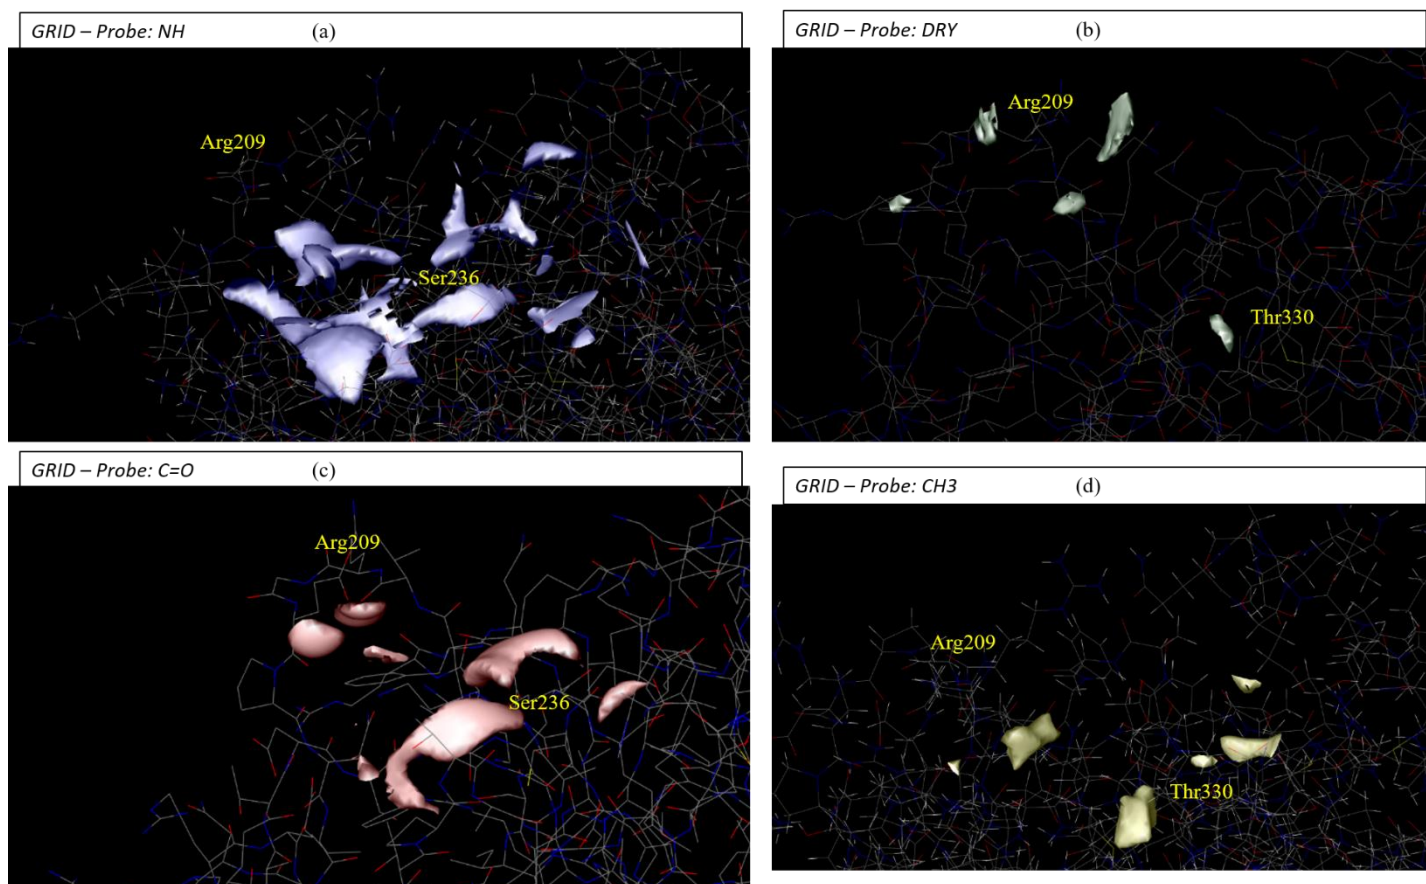 GRID – Probe: NH (a)
Arg209
Ser236
GRID – Probe: DRY (b)
Arg209
Thr330
GRID – Probe: C=O (c)
Arg209
Ser236
GRID – Probe: CH3 (d)
Arg209
Thr330